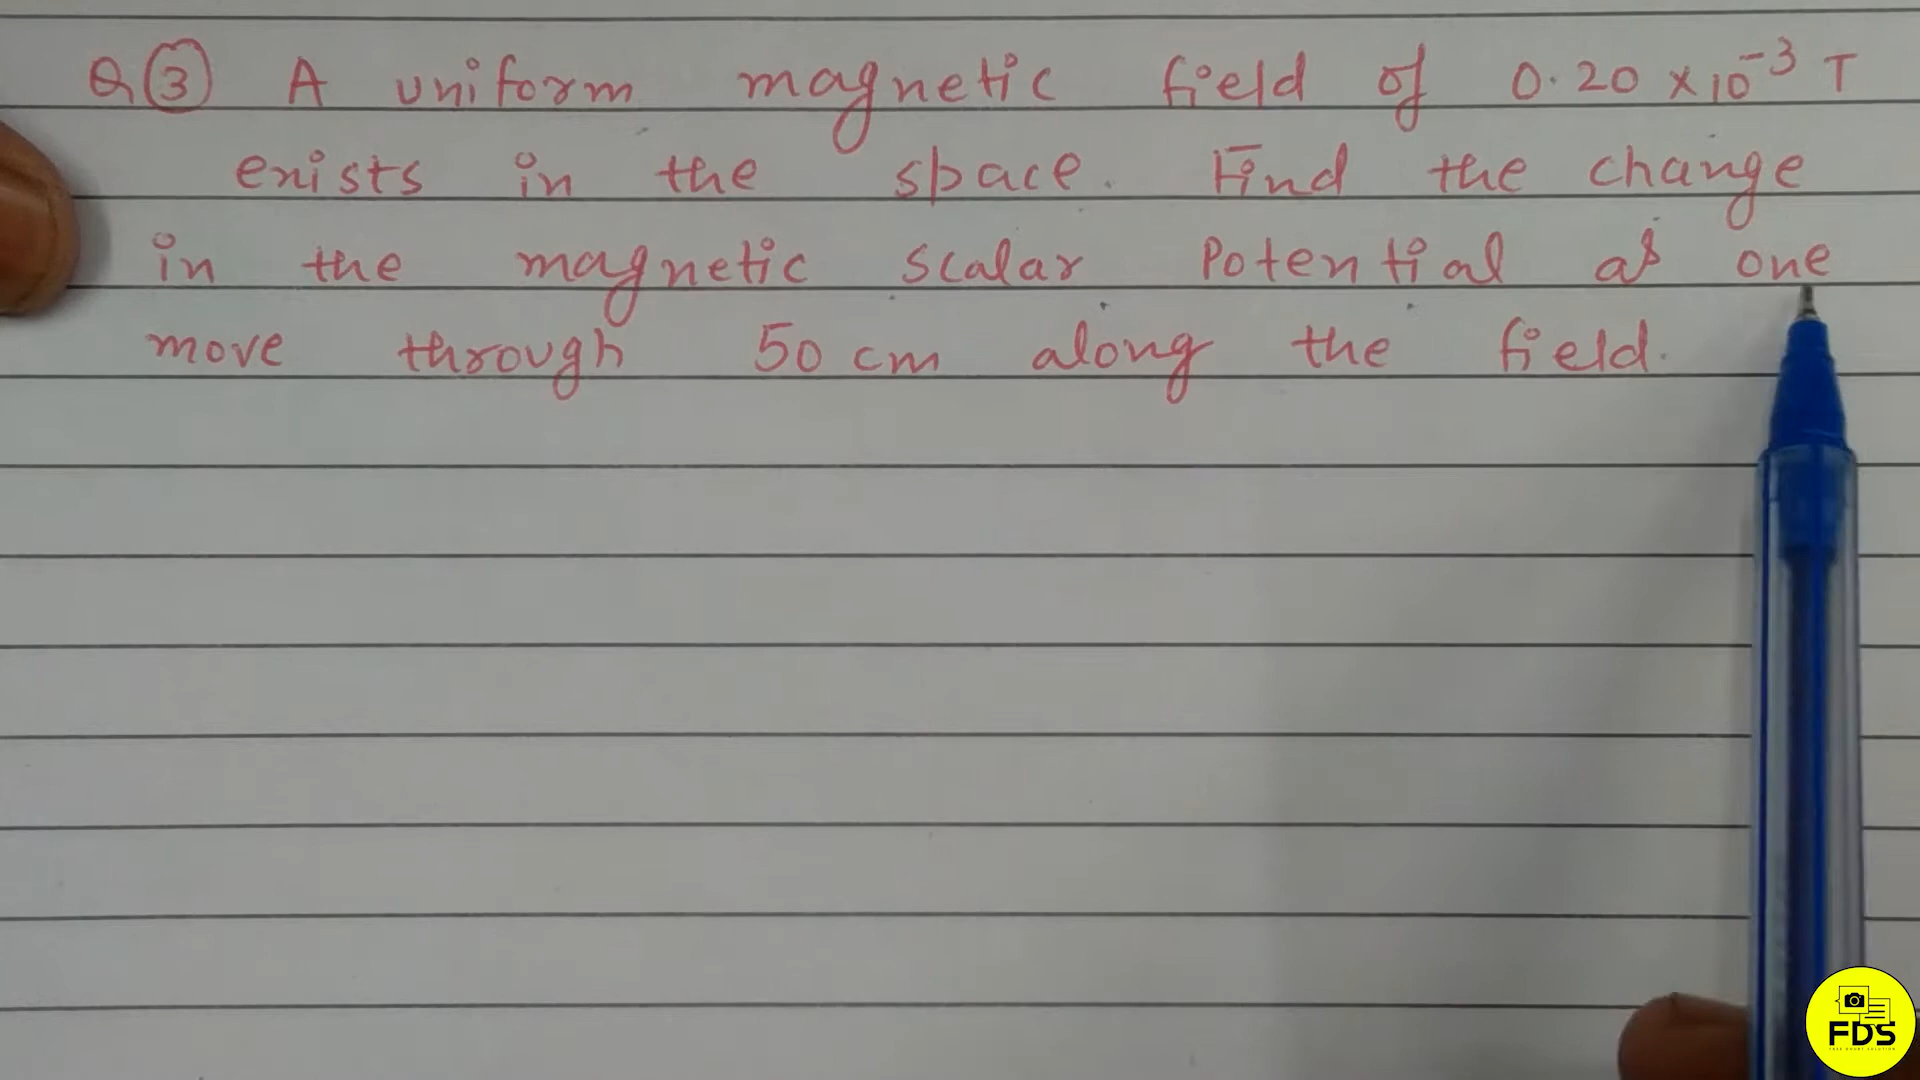 Q ③ A uniform magnetic field of 0.20 ×10⁻³ T
exists in the space. Find the change
in the magnetic scalar Potential as one
move through 50 cm along the field.
FDS